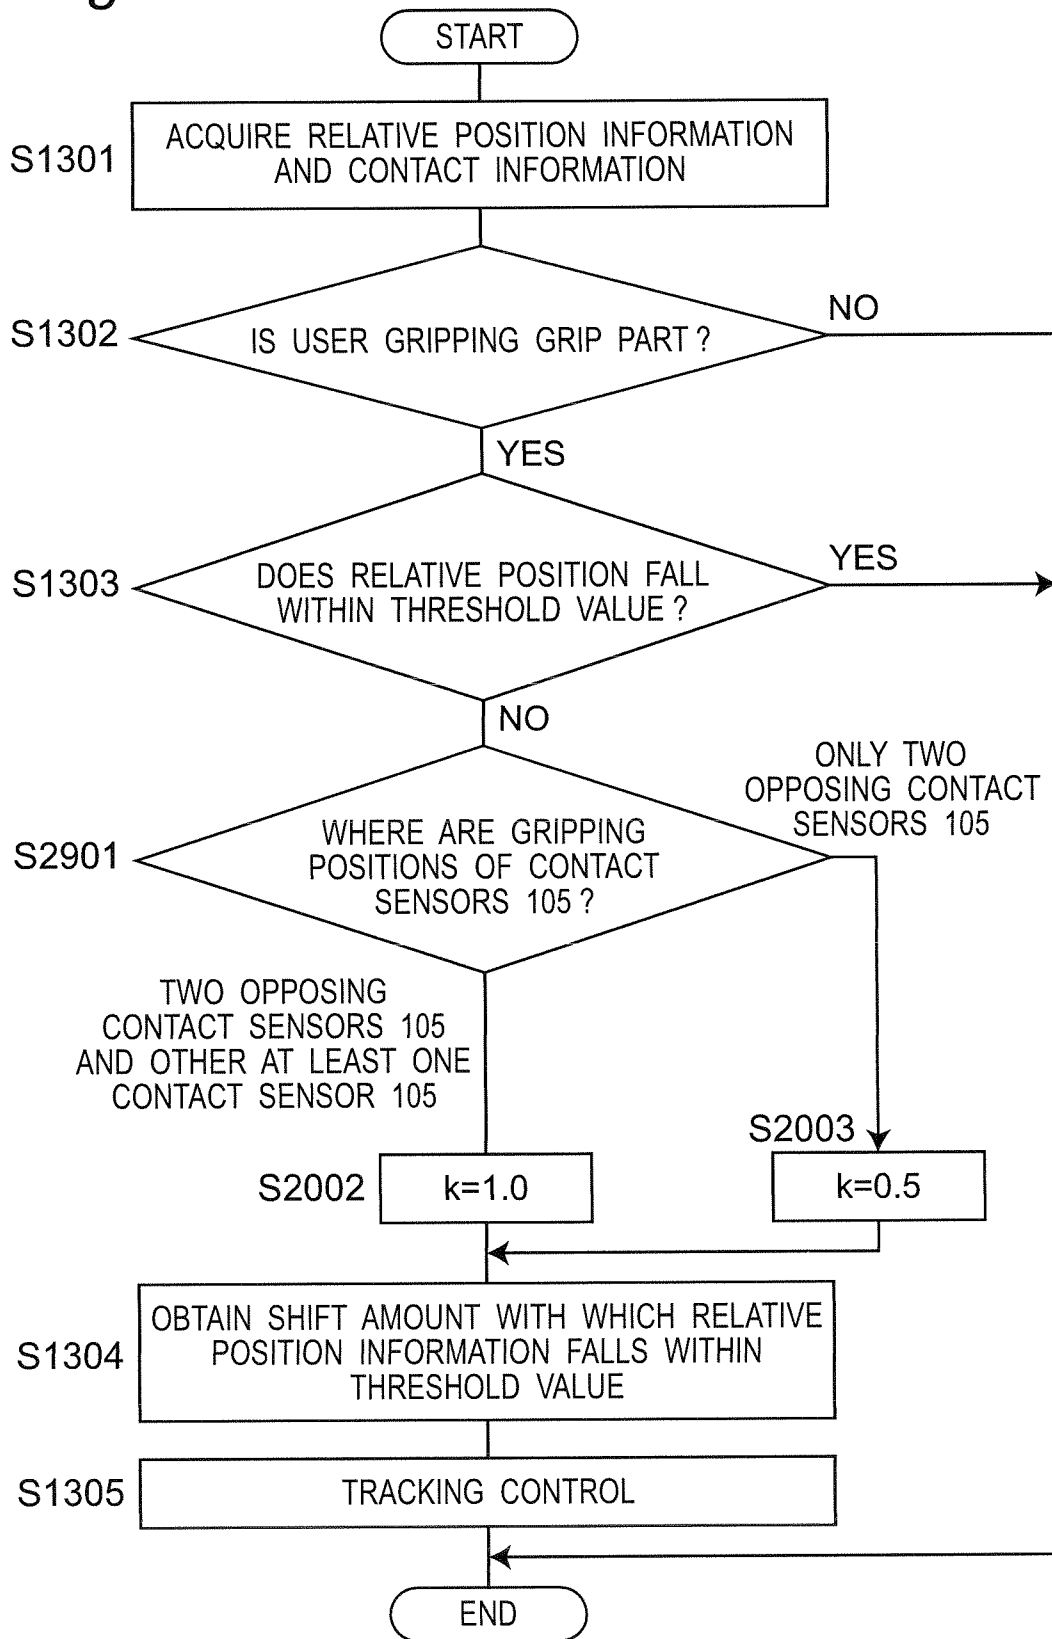 START
S1301
ACQUIRE RELATIVE POSITION INFORMATION
AND CONTACT INFORMATION
S1302
IS USER GRIPPING GRIP PART ?
NO
YES
S1303
DOES RELATIVE POSITION FALL
WITHIN THRESHOLD VALUE ?
YES
NO
S2901
WHERE ARE GRIPPING
POSITIONS OF CONTACT
SENSORS 105 ?
ONLY TWO
OPPOSING CONTACT
SENSORS 105
TWO OPPOSING
CONTACT SENSORS 105
AND OTHER AT LEAST ONE
CONTACT SENSOR 105
S2002
k=1.0
S2003
k=0.5
S1304
OBTAIN SHIFT AMOUNT WITH WHICH RELATIVE
POSITION INFORMATION FALLS WITHIN
THRESHOLD VALUE
S1305
TRACKING CONTROL
END